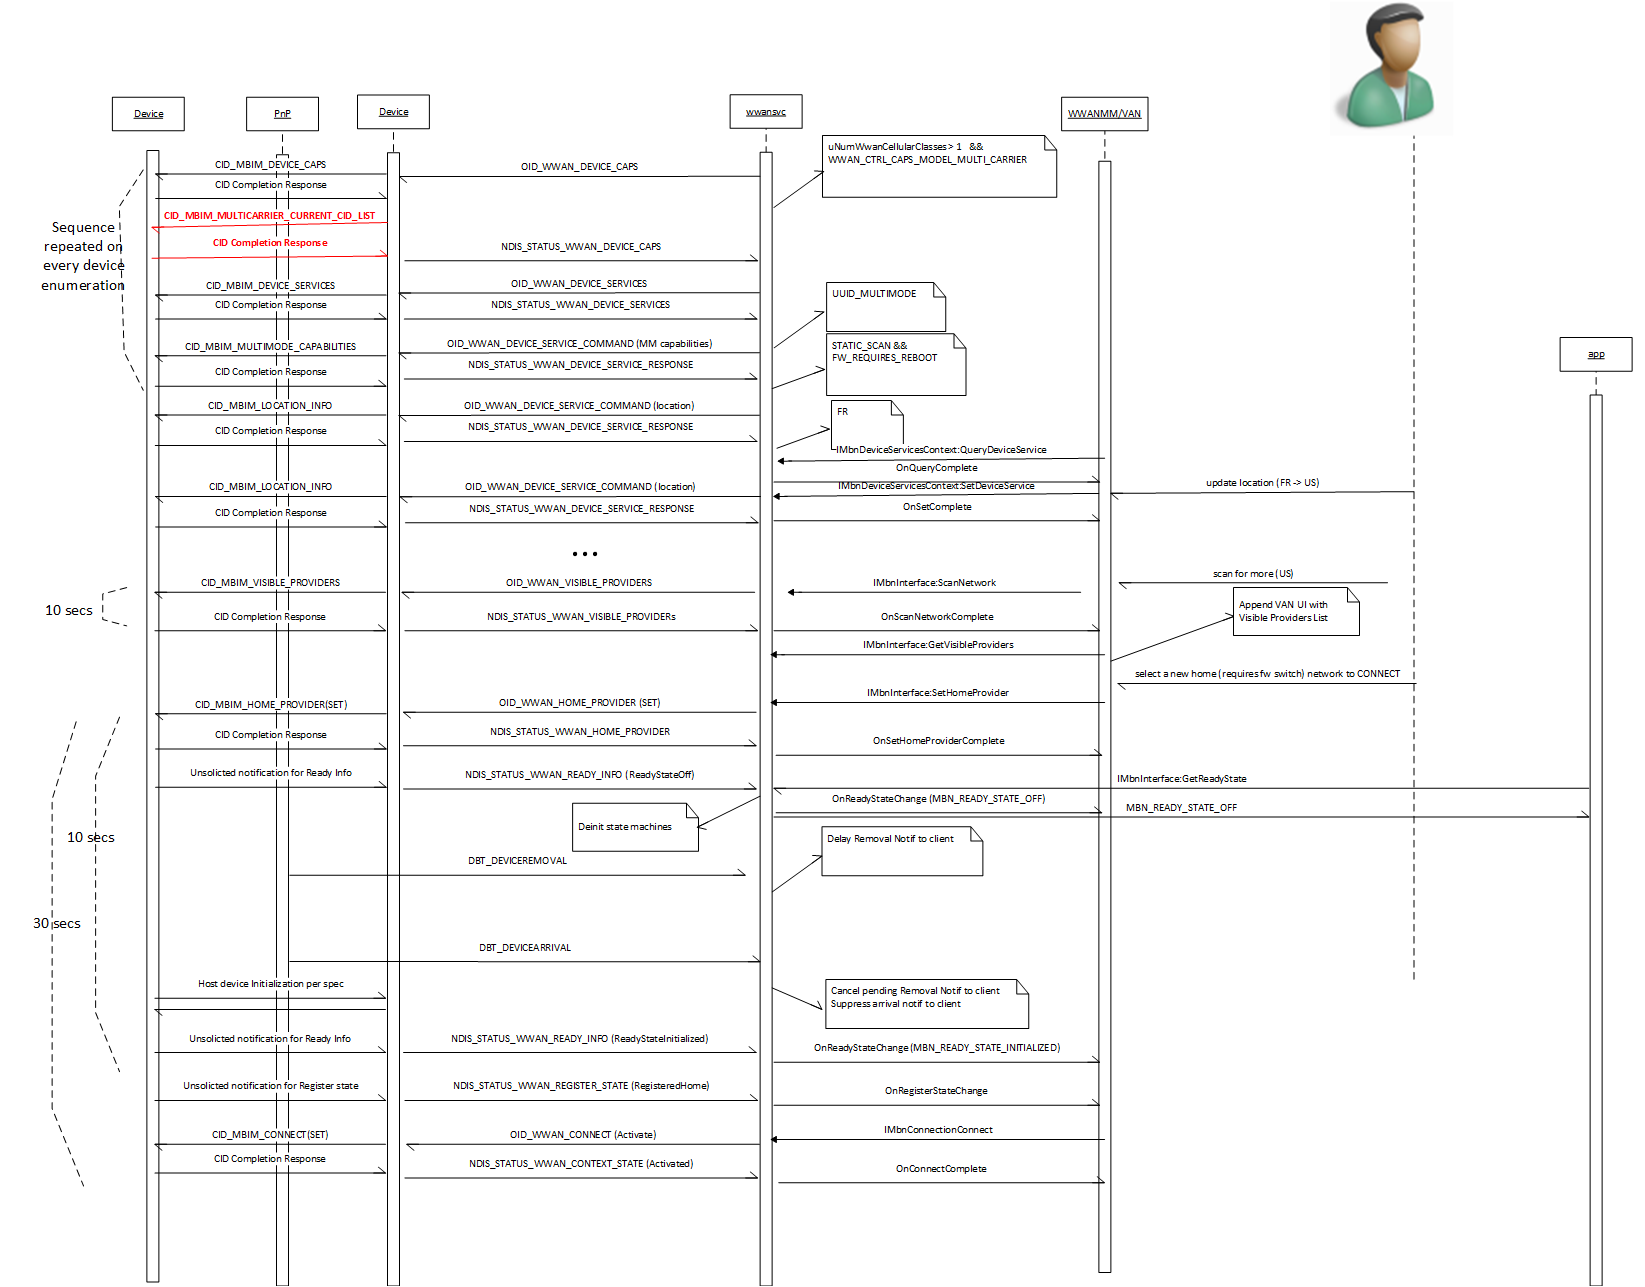 Device
PnP
Device
wwansvc
WWANMM/VAN
uNumWwanCellularClasses > 1 &&
WWAN_CTRL_CAPS_MODEL_MULTI_CARRIER
CID_MBIM_DEVICE_CAPS
OID_WWAN_DEVICE_CAPS
CID Completion Response
CID_MBIM_MULTICARRIER_CURRENT_CID_LIST
Sequence
repeated on
every device
enumeration
CID Completion Response
NDIS_STATUS_WWAN_DEVICE_CAPS
CID_MBIM_DEVICE_SERVICES
OID_WWAN_DEVICE_SERVICES
UUID_MULTIMODE
CID Completion Response
NDIS_STATUS_WWAN_DEVICE_SERVICES
CID_MBIM_MULTIMODE_CAPABILITIES
OID_WWAN_DEVICE_SERVICE_COMMAND (MM capabilities)
STATIC_SCAN &&
FW_REQUIRES_REBOOT
app
CID Completion Response
NDIS_STATUS_WWAN_DEVICE_SERVICE_RESPONSE
CID_MBIM_LOCATION_INFO
OID_WWAN_DEVICE_SERVICE_COMMAND (location)
FR
CID Completion Response
NDIS_STATUS_WWAN_DEVICE_SERVICE_RESPONSE
IMbnDeviceServicesContext:QueryDeviceService
OnQueryComplete
CID_MBIM_LOCATION_INFO
OID_WWAN_DEVICE_SERVICE_COMMAND (location)
IMbnDeviceServicesContext:SetDeviceService
update location (FR -> US)
CID Completion Response
NDIS_STATUS_WWAN_DEVICE_SERVICE_RESPONSE
OnSetComplete
...
CID_MBIM_VISIBLE_PROVIDERS
OID_WWAN_VISIBLE_PROVIDERS
IMbnInterface:ScanNetwork
scan for more (US)
10 secs
CID Completion Response
NDIS_STATUS_WWAN_VISIBLE_PROVIDERs
OnScanNetworkComplete
Append VAN UI with
Visible Providers List
IMbnInterface:GetVisibleProviders
select a new home (requires fw switch) network to CONNECT
IMbnInterface:SetHomeProvider
CID_MBIM_HOME_PROVIDER(SET)
OID_WWAN_HOME_PROVIDER (SET)
CID Completion Response
NDIS_STATUS_WWAN_HOME_PROVIDER
OnSetHomeProviderComplete
Unsolicted notification for Ready Info
NDIS_STATUS_WWAN_READY_INFO (ReadyStateOff)
IMbnInterface:GetReadyState
OnReadyStateChange (MBN_READY_STATE_OFF)
MBN_READY_STATE_OFF
Deinit state machines
10 secs
Delay Removal Notif to client
DBT_DEVICEREMOVAL
30 secs
DBT_DEVICEARRIVAL
Host device Initialization per spec
Cancel pending Removal Notif to client
Suppress arrival notif to client
Unsolicted notification for Ready Info
NDIS_STATUS_WWAN_READY_INFO (ReadyStateInitialized)
OnReadyStateChange (MBN_READY_STATE_INITIALIZED)
Unsolicted notification for Register state
NDIS_STATUS_WWAN_REGISTER_STATE (RegisteredHome)
OnRegisterStateChange
CID_MBIM_CONNECT(SET)
OID_WWAN_CONNECT (Activate)
IMbnConnectionConnect
CID Completion Response
NDIS_STATUS_WWAN_CONTEXT_STATE (Activated)
OnConnectComplete